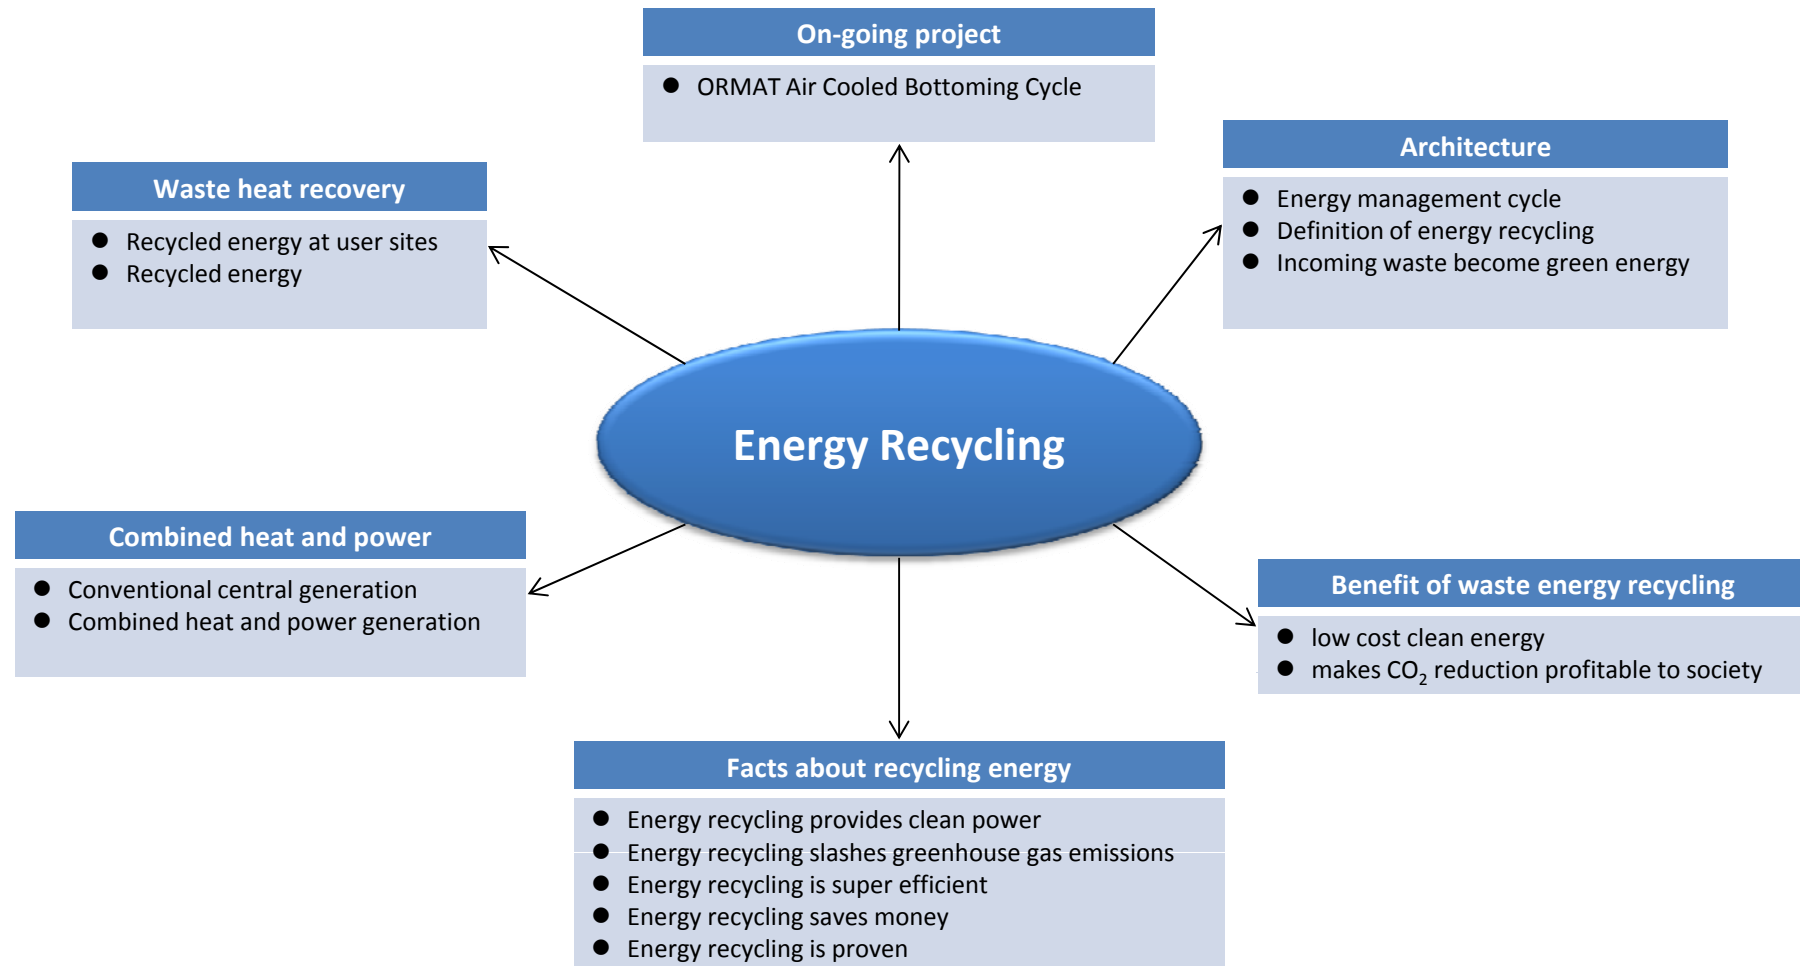 On-going project
ORMAT Air Cooled Bottoming Cycle
Architecture
Energy management cycle
Definition of energy recycling
Incoming waste become green energy
Waste heat recovery
Recycled energy at user sites
Recycled energy
Energy Recycling
Combined heat and power
Conventional central generation
Combined heat and power generation
Benefit of waste energy recycling
low cost clean energy
makes CO₂ reduction profitable to society
Facts about recycling energy
Energy recycling provides clean power
Energy recycling slashes greenhouse gas emissions
Energy recycling is super efficient
Energy recycling saves money
Energy recycling is proven